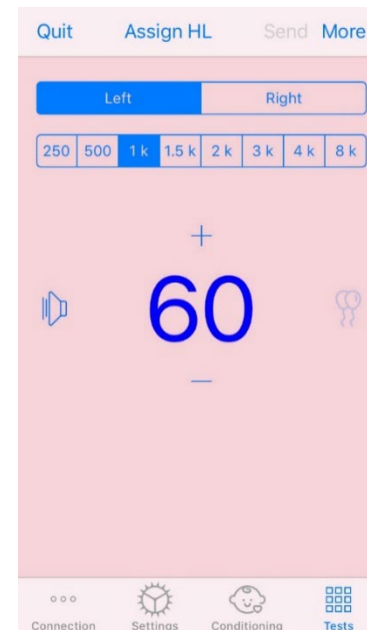 Quit Assign HL Send More
Left Right
250 500 1 k 1.5 k 2 k 3 k 4 k 8 k
+
60
−
Connection Settings Conditioning Tests